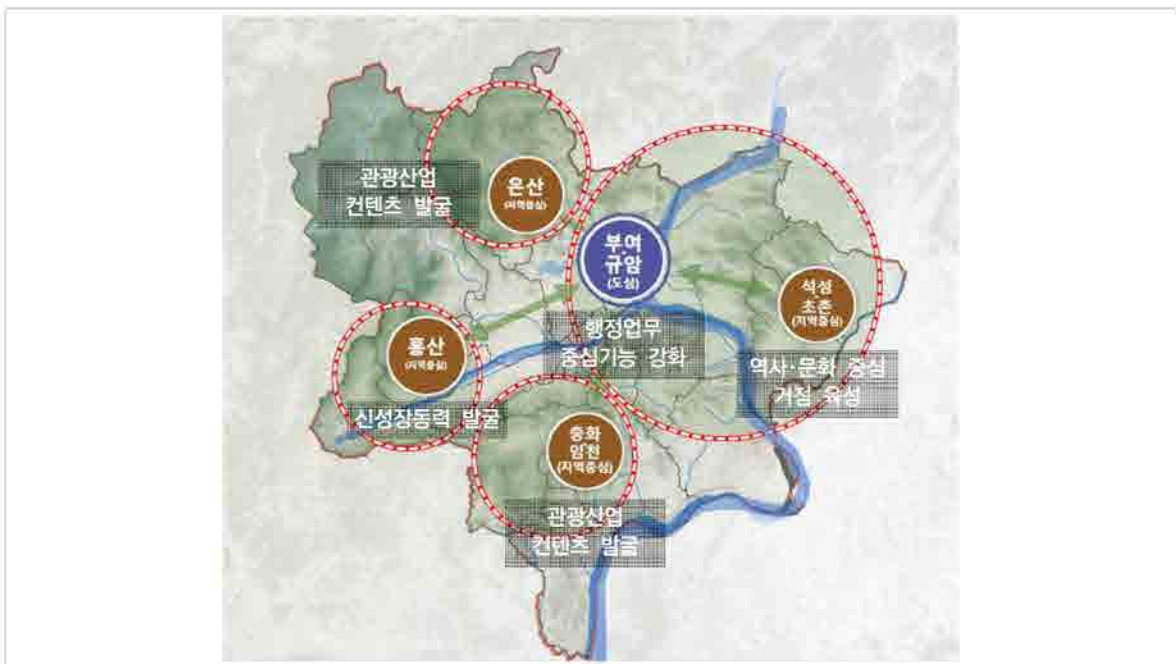 관광산업
컨텐츠 발굴
은산
(지역중심)
부여
규암
(도심)
석성
초촌
(지역중심)
행정업무
중심기능 강화
역사·문화 중심
거점 육성
홍산
(지역중심)
신성장동력 발굴
중화
임천
(지역중심)
관광산업
컨텐츠 발굴